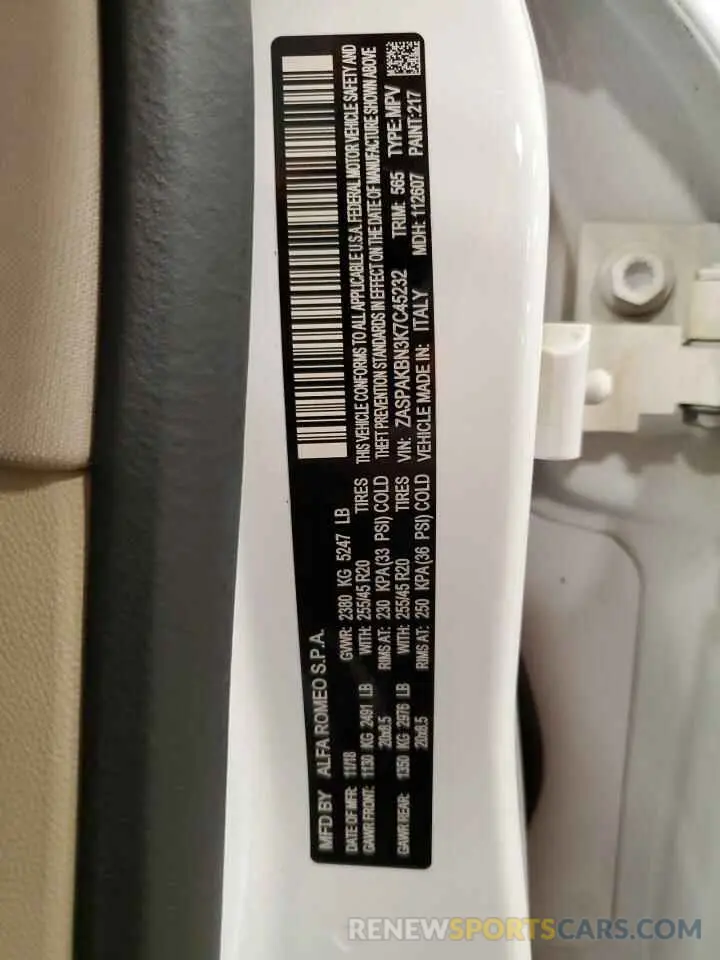 MFD BY ALFA ROMEO S.P.A.
DATE OF MFR: 11/18 GVWR: 2380 KG 5247 LB
GAWR FRONT: 1130 KG 2491 LB WITH: 255/45 R20 TIRES
20x8.5 RIMS AT: 230 KPA(33 PSI) COLD
GAWR REAR: 1350 KG 2976 LB WITH: 255/45 R20 TIRES
20x8.5 RIMS AT: 250 KPA (36 PSI) COLD
THIS VEHICLE CONFORMS TO ALL APPLICABLE U.S.A. FEDERAL MOTOR VEHICLE SAFETY AND
THEFT PREVENTION STANDARDS IN EFFECT ON THE DATE OF MANUFACTURE SHOWN ABOVE
VIN: ZASPAKBN3K7C45232 TRIM: 565 TYPE: MPV
VEHICLE MADE IN: ITALY MDH: 112607 PAINT: 217
RENEWSPORTSCARS.COM